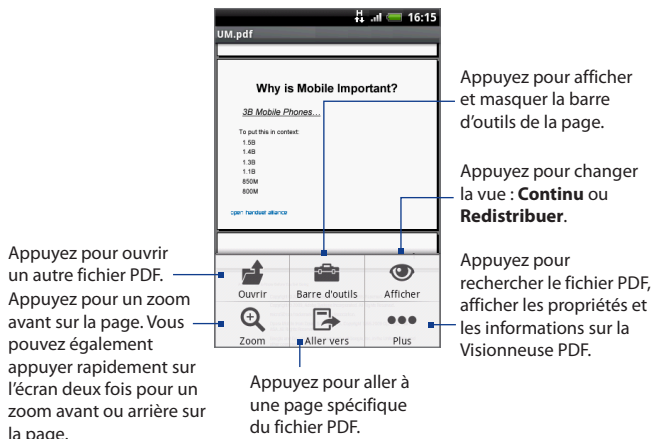 H
16:15
UM.pdf
Why is Mobile Important?
3B Mobile Phones…
To put this in context:
1.5B
1.4B
1.3B
1.1B
850M
800M
open handset alliance
Ouvrir
Barre d'outils
Afficher
Zoom
Aller vers
Plus
Appuyez pour afficher
et masquer la barre
d'outils de la page.
Appuyez pour changer
la vue : Continu ou
Redistribuer.
Appuyez pour
rechercher le fichier PDF,
afficher les propriétés et
les informations sur la
Visionneuse PDF.
Appuyez pour ouvrir
un autre fichier PDF.
Appuyez pour un zoom
avant sur la page. Vous
pouvez également
appuyer rapidement sur
l'écran deux fois pour un
zoom avant ou arrière sur
la page.
Appuyez pour aller à
une page spécifique
du fichier PDF.